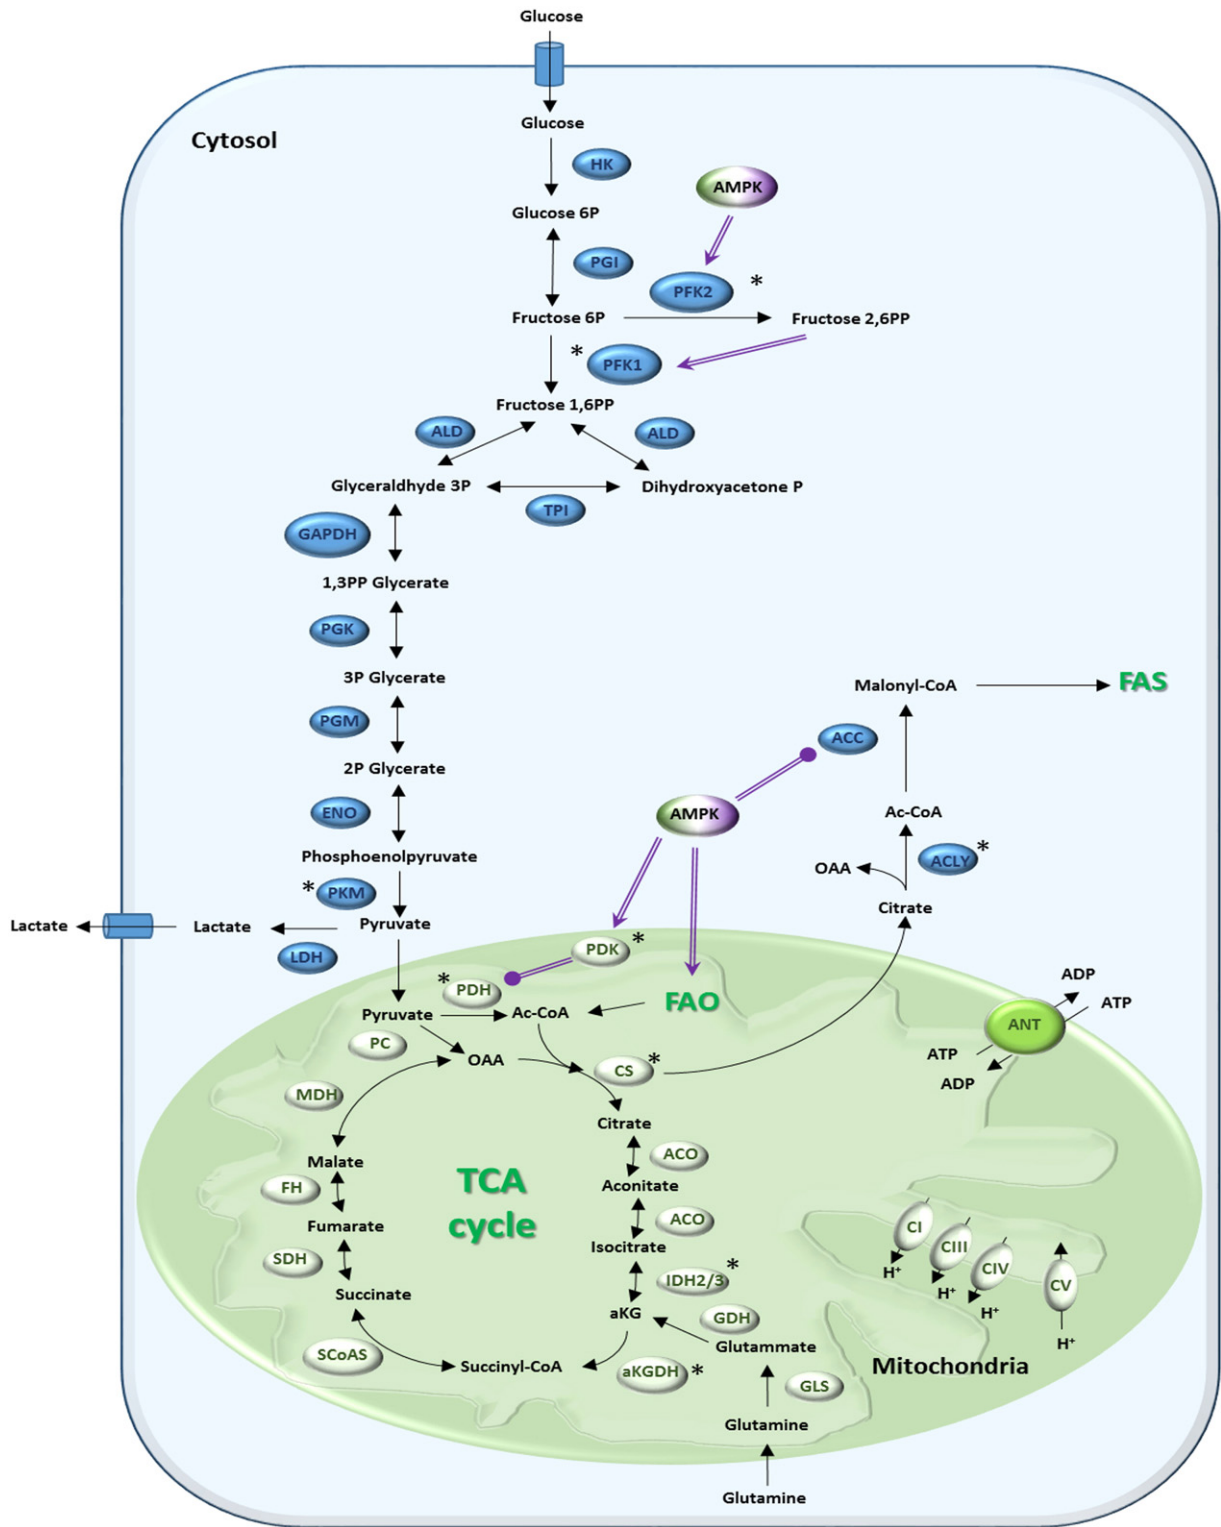 Glucose
Cytosol
Glucose
HK
AMPK
Glucose 6P
PGI
PFK2 *
Fructose 6P
Fructose 2,6PP
* PFK1
Fructose 1,6PP
ALD
ALD
Glyceraldhyde 3P
Dihydroxyacetone P
TPI
GAPDH
1,3PP Glycerate
PGK
3P Glycerate
Malonyl-CoA
FAS
PGM
ACC
2P Glycerate
AMPK
ENO
Ac-CoA
Phosphoenolpyruvate
OAA
ACLY *
* PKM
Citrate
Lactate
Lactate
Pyruvate
LDH
PDK *
* PDH
FAO
ADP
ATP
Pyruvate
Ac-CoA
ANT
PC
OAA
CS *
ATP
ADP
MDH
Citrate
Malate
TCA
cycle
ACO
Aconitate
FH
Fumarate
ACO
Isocitrate
CI
CIII
CIV
CV
SDH
IDH2/3 *
H+
H+
H+
H+
Succinate
aKG
GDH
Glutammate
SCoAS
Succinyl-CoA
aKGDH *
GLS
Mitochondria
Glutamine
Glutamine